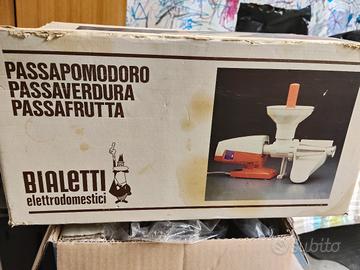 PASSAPOMODORO
PASSAVERDURA
PASSAFRUTTA
BIALETTI
elettrodomestici
subito